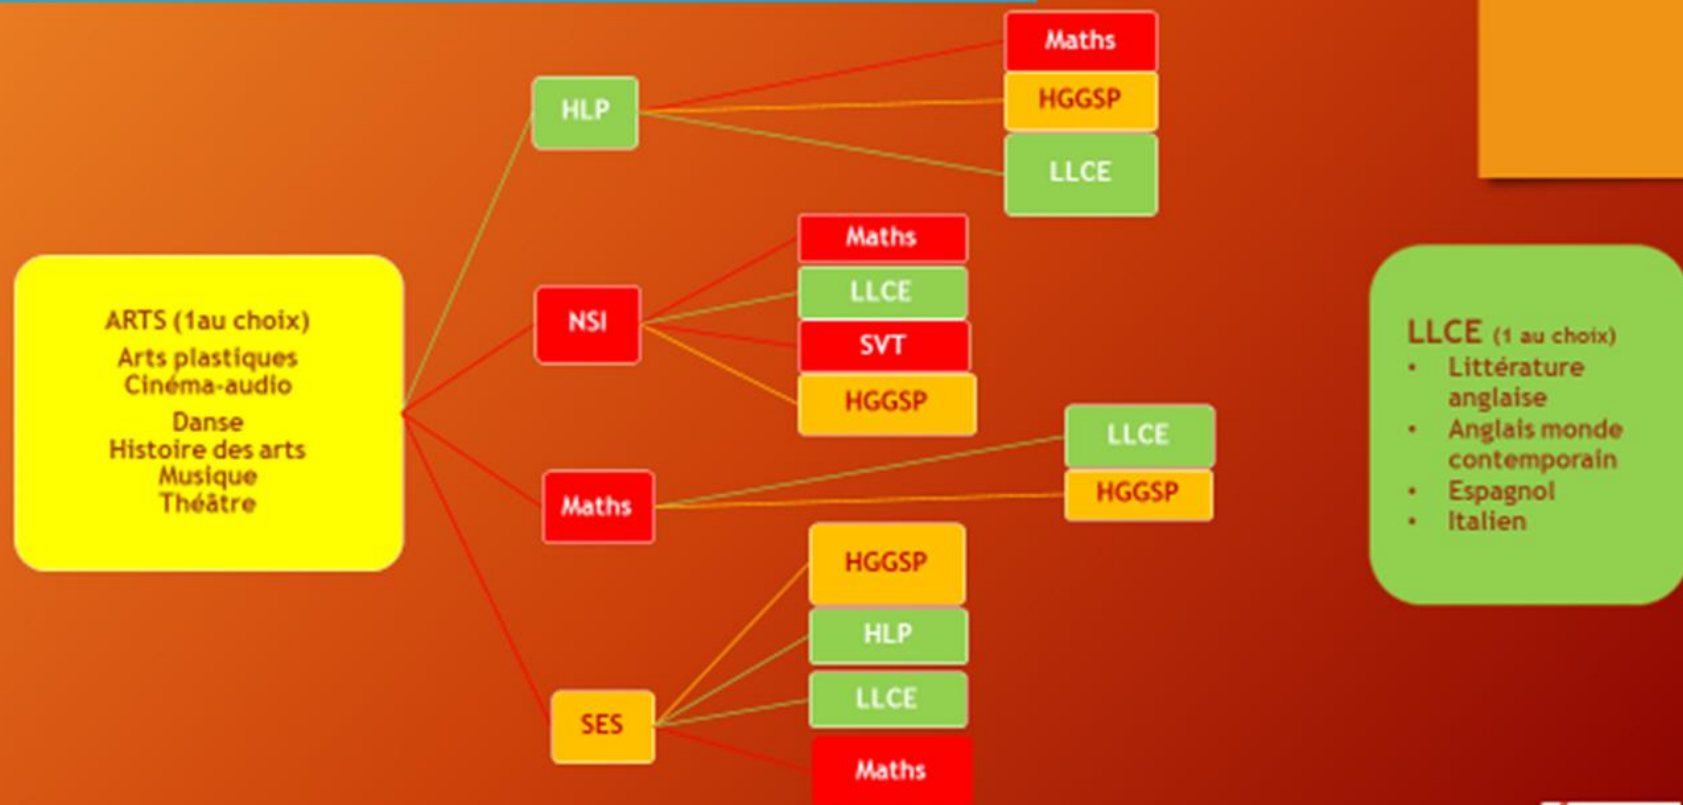 ARTS (1au choix)
Arts plastiques
Cinéma-audio
Danse
Histoire des arts
Musique
Théâtre
HLP
Maths
HGGSP
LLCE
NSI
Maths
LLCE
SVT
HGGSP
Maths
LLCE
HGGSP
SES
HGGSP
HLP
LLCE
Maths
LLCE (1 au choix)
• Littérature
anglaise
• Anglais monde
contemporain
• Espagnol
• Italien